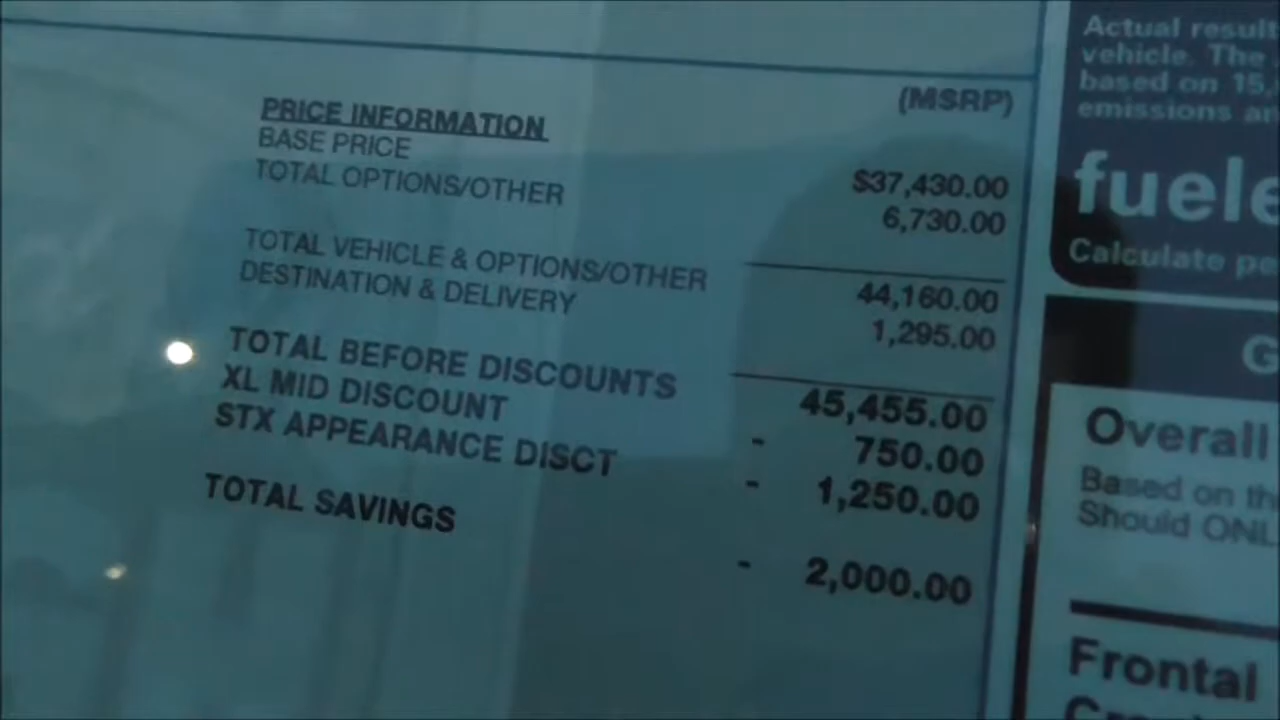 (MSRP)
PRICE INFORMATION
BASE PRICE $37,430.00
TOTAL OPTIONS/OTHER 6,730.00
TOTAL VEHICLE & OPTIONS/OTHER 44,160.00
DESTINATION & DELIVERY 1,295.00
TOTAL BEFORE DISCOUNTS 45,455.00
XL MID DISCOUNT - 750.00
STX APPEARANCE DISCT - 1,250.00
TOTAL SAVINGS - 2,000.00
Actual result
vehicle. The
based on 15,
emissions an
fuele
Calculate pe
G
Overall
Based on th
Should ONL
Frontal